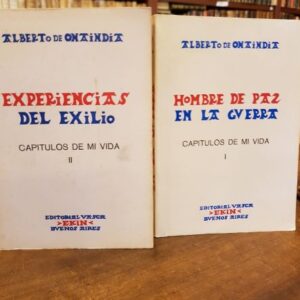 ALBERTO DE ONAINDIA
EXPERIENCIAS
DEL EXILIO
CAPITULOS DE MI VIDA
II
EDITORIAL VASCA
>EKIN<
BUENOS AIRES
ALBERTO DE ONAINDIA
HOMBRE DE PAZ
EN LA GUERRA
CAPITULOS DE MI VIDA
I
EDITORIAL VASCA
>EKIN<
BUENOS AIRES